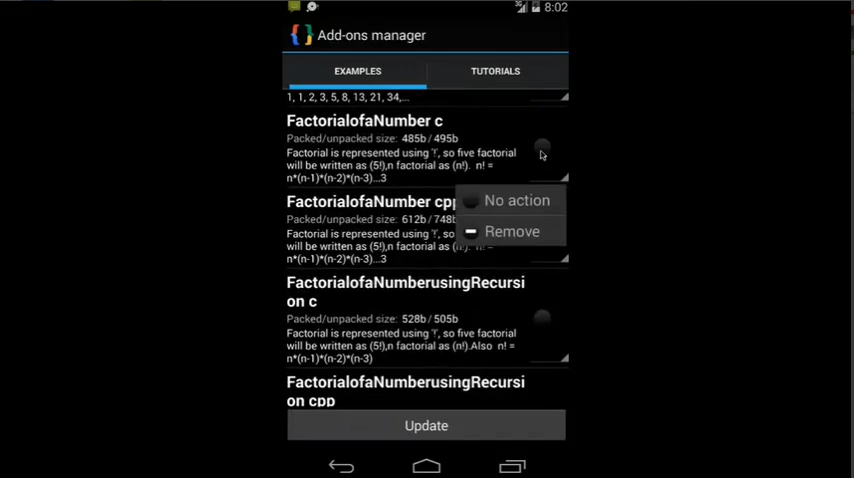 3G 8:02
Add-ons manager
EXAMPLES TUTORIALS
1, 1, 2, 3, 5, 8, 13, 21, 34,...
FactorialofaNumber c
Packed/unpacked size: 485b / 495b
Factorial is represented using '!', so five factorial
will be written as (5!),n factorial as (n!).  n! =
n*(n-1)*(n-2)*(n-3)...3
FactorialofaNumber cpp
No action
Packed/unpacked size: 612b / 748b
Factorial is represented using '!', so
Remove
will be written as (5!),n factorial as (n!).  n! =
n*(n-1)*(n-2)*(n-3)...3
FactorialofaNumberusingRecursi
on c
Packed/unpacked size: 528b / 505b
Factorial is represented using '!', so five factorial
will be written as (5!),n factorial as (n!).Also  n! =
n*(n-1)*(n-2)*(n-3)
FactorialofaNumberusingRecursi
on cpp
Update